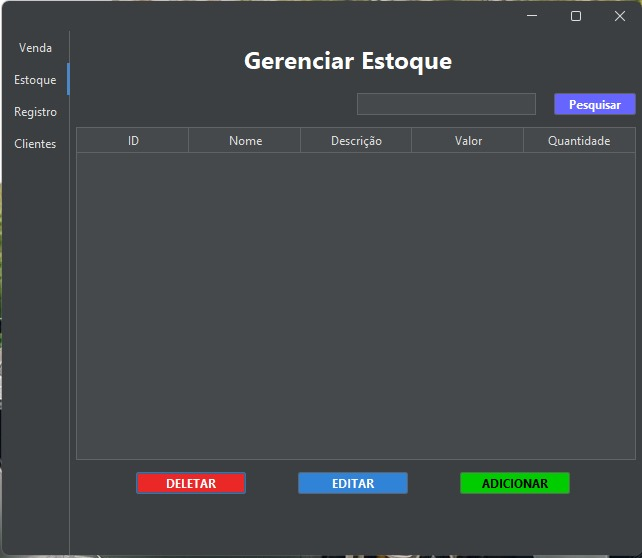 Venda
Estoque
Registro
Clientes
Gerenciar Estoque
Pesquisar
ID Nome Descrição Valor Quantidade
DELETAR EDITAR ADICIONAR